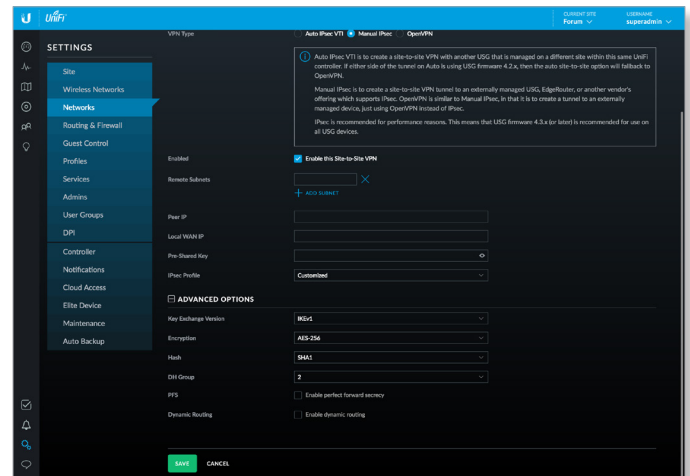 UniFi
CURRENT SITE
Forum
USERNAME
superadmin
SETTINGS
Site
Wireless Networks
Networks
Routing & Firewall
Guest Control
Profiles
Services
Admins
User Groups
DPI
Controller
Notifications
Cloud Access
Elite Device
Maintenance
Auto Backup
VPN Type
Auto IPsec VTI
Manual IPsec
OpenVPN
Auto IPsec VTI is to create a site-to-site VPN with another USG that is managed on a different site within this same UniFi
controller. If either side of the tunnel on Auto is using USG firmware 4.2.x, then the auto site-to-site option will fallback to
OpenVPN.
Manual IPsec is to create a site-to-site VPN tunnel to an externally managed USG, EdgeRouter, or another vendor's
offering which supports IPsec. OpenVPN is similar to Manual IPsec, in that it is to create a tunnel to an externally
managed device, just using OpenVPN instead of IPsec.
IPsec is recommended for performance reasons. This means that USG firmware 4.3.x (or later) is recommended for use on
all USG devices.
Enabled
Enable this Site-to-Site VPN
Remote Subnets
ADD SUBNET
Peer IP
Local WAN IP
Pre-Shared Key
IPsec Profile
Customized
ADVANCED OPTIONS
Key Exchange Version
IKEv1
Encryption
AES-256
Hash
SHA1
DH Group
2
PFS
Enable perfect forward secrecy
Dynamic Routing
Enable dynamic routing
SAVE
CANCEL